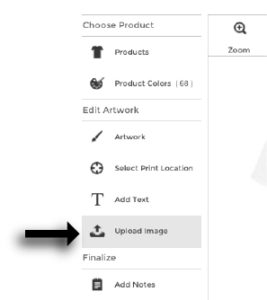 Choose Product
Zoom
Products
Product Colors (68)
Edit Artwork
Artwork
Select Print Location
T Add Text
Upload Image
Finalize
Add Notes